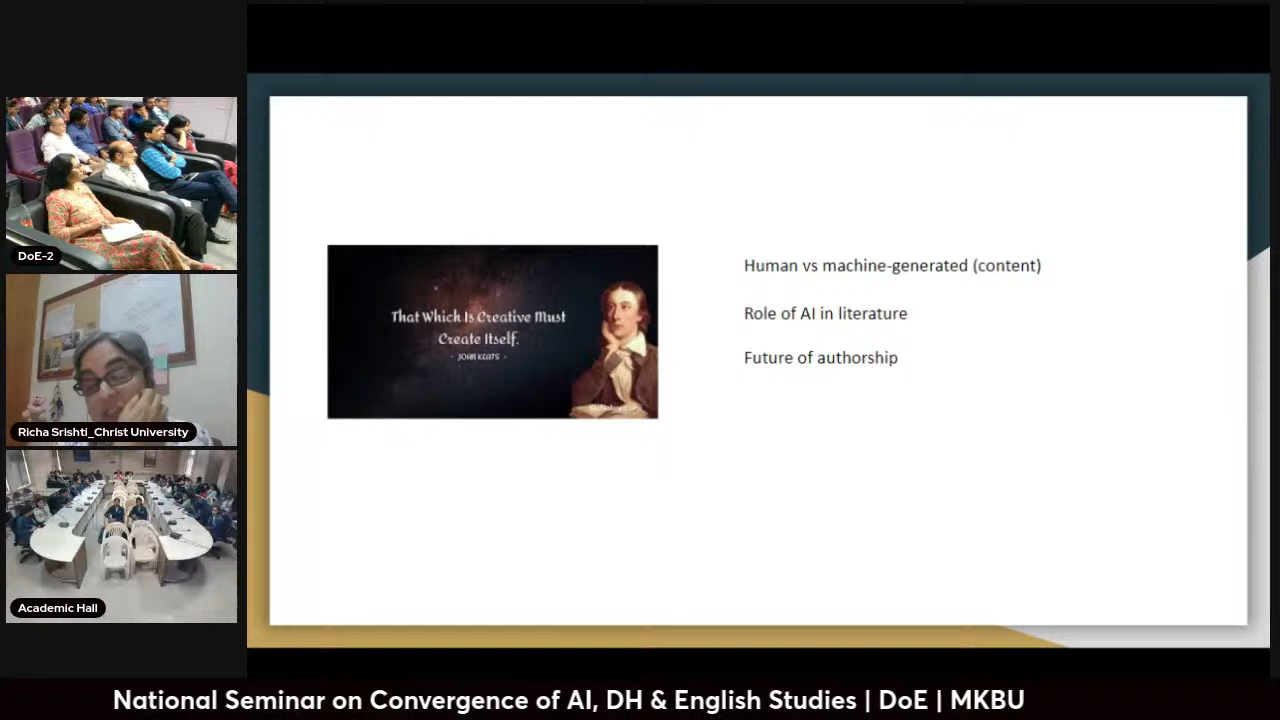 DoE-2
Richa Srishti_Christ University
Academic Hall
That Which Is Creative Must
Create Itself.
- JOHN KEATS -
Human vs machine-generated (content)
Role of AI in literature
Future of authorship
National Seminar on Convergence of AI, DH & English Studies | DoE | MKBU